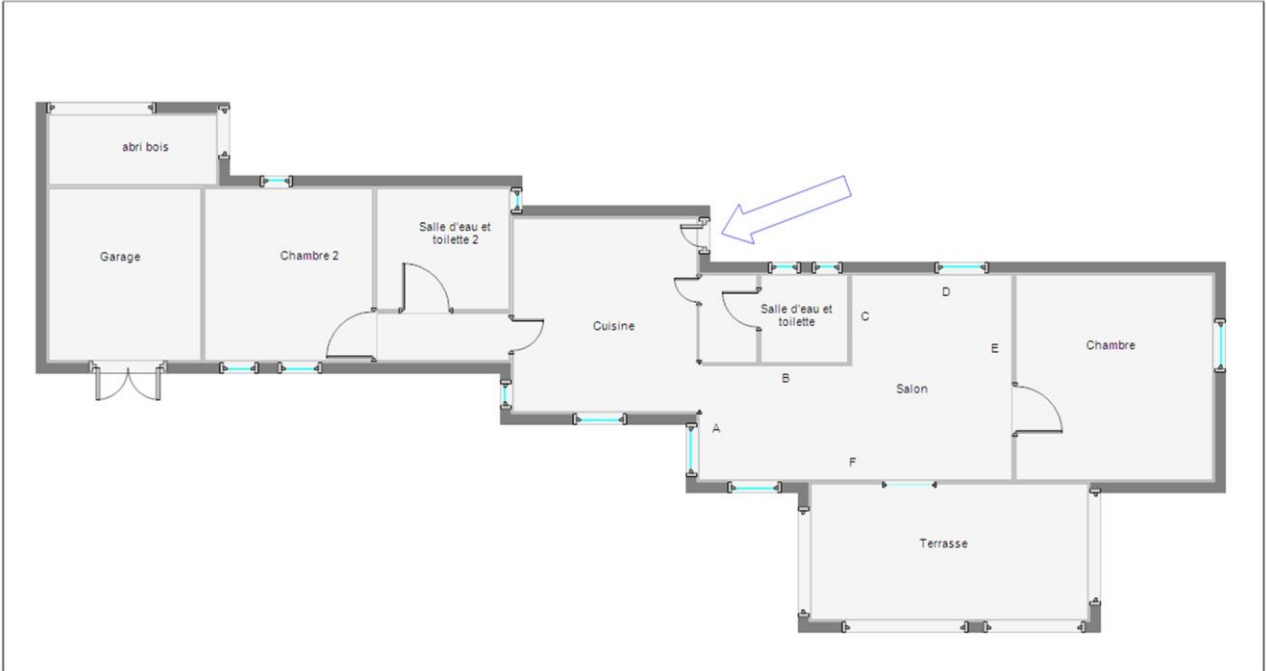 abri bois
Salle d'eau et
toilette 2
Garage
Chambre 2
Cuisine
Salle d'eau et
toilette
D
C
E
Chambre
B
Salon
A
F
Terrasse